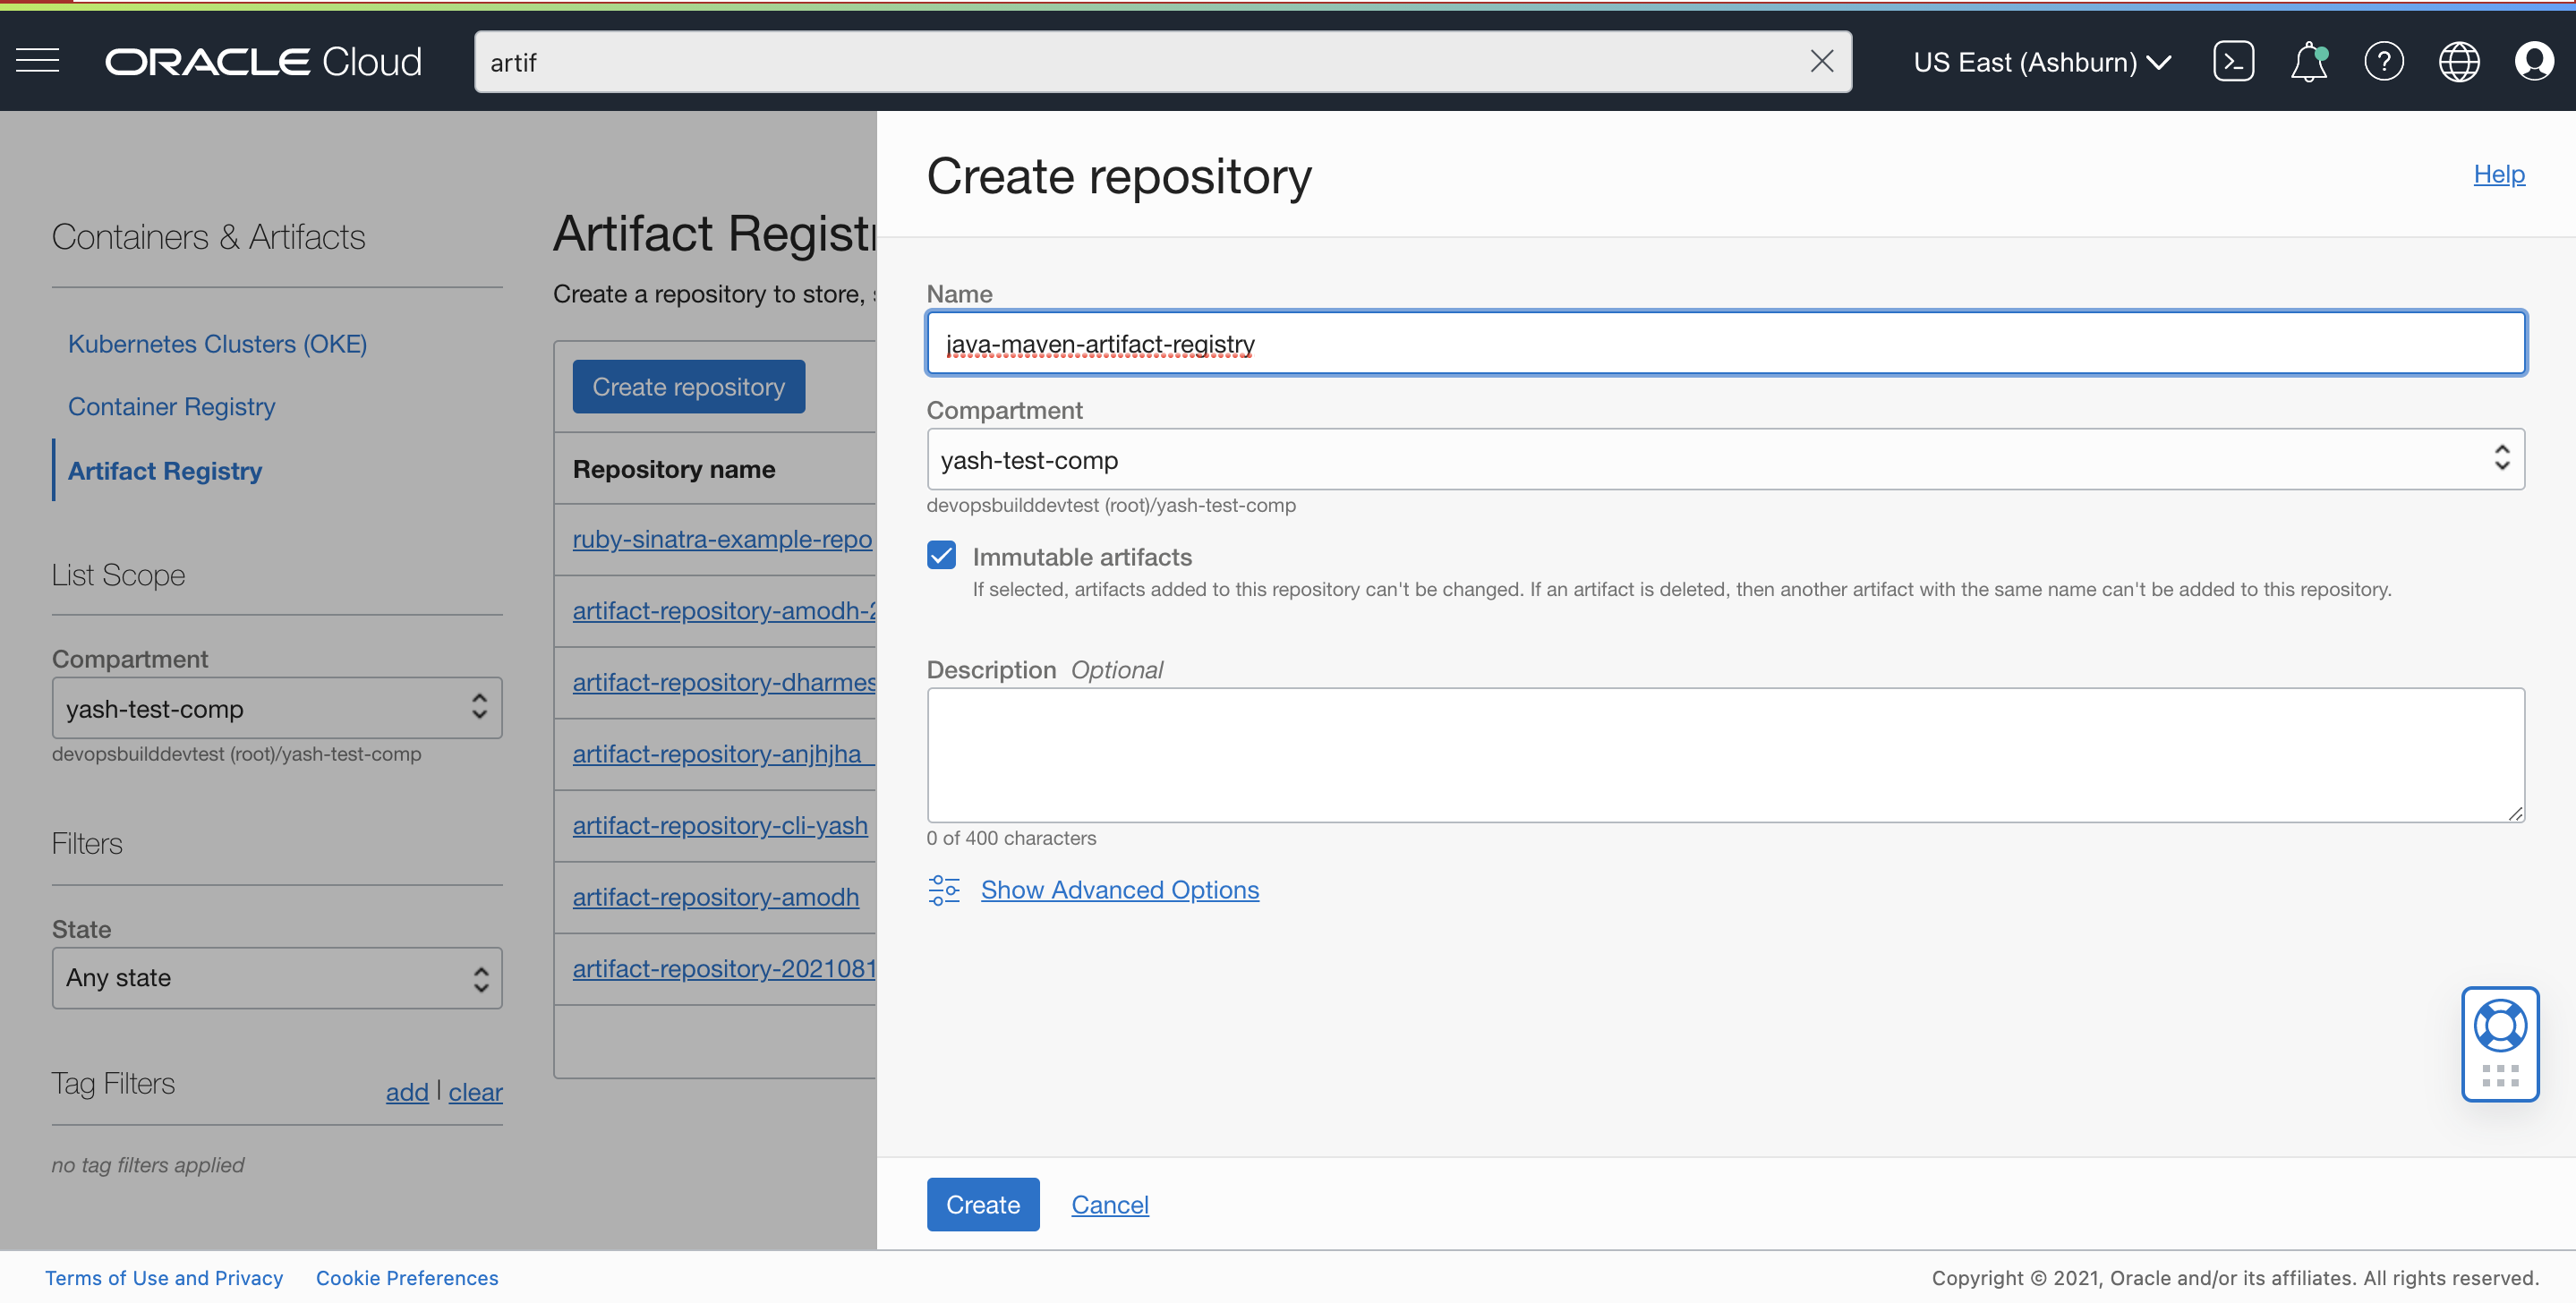 ORACLE Cloud
artif
US East (Ashburn)
Containers & Artifacts
Kubernetes Clusters (OKE)
Container Registry
Artifact Registry
List Scope
Compartment
yash-test-comp
devopsbuilddevtest (root)/yash-test-comp
Filters
State
Any state
Tag Filters
add | clear
no tag filters applied
Artifact Registr
Create a repository to store,
Create repository
Repository name
ruby-sinatra-example-repo
artifact-repository-amodh-2
artifact-repository-dharmes
artifact-repository-anjhjha_
artifact-repository-cli-yash
artifact-repository-amodh
artifact-repository-2021081
Create repository
Help
Name
java-maven-artifact-registry
Compartment
yash-test-comp
devopsbuilddevtest (root)/yash-test-comp
Immutable artifacts
If selected, artifacts added to this repository can't be changed. If an artifact is deleted, then another artifact with the same name can't be added to this repository.
Description Optional
0 of 400 characters
Show Advanced Options
Create
Cancel
Terms of Use and Privacy
Cookie Preferences
Copyright © 2021, Oracle and/or its affiliates. All rights reserved.